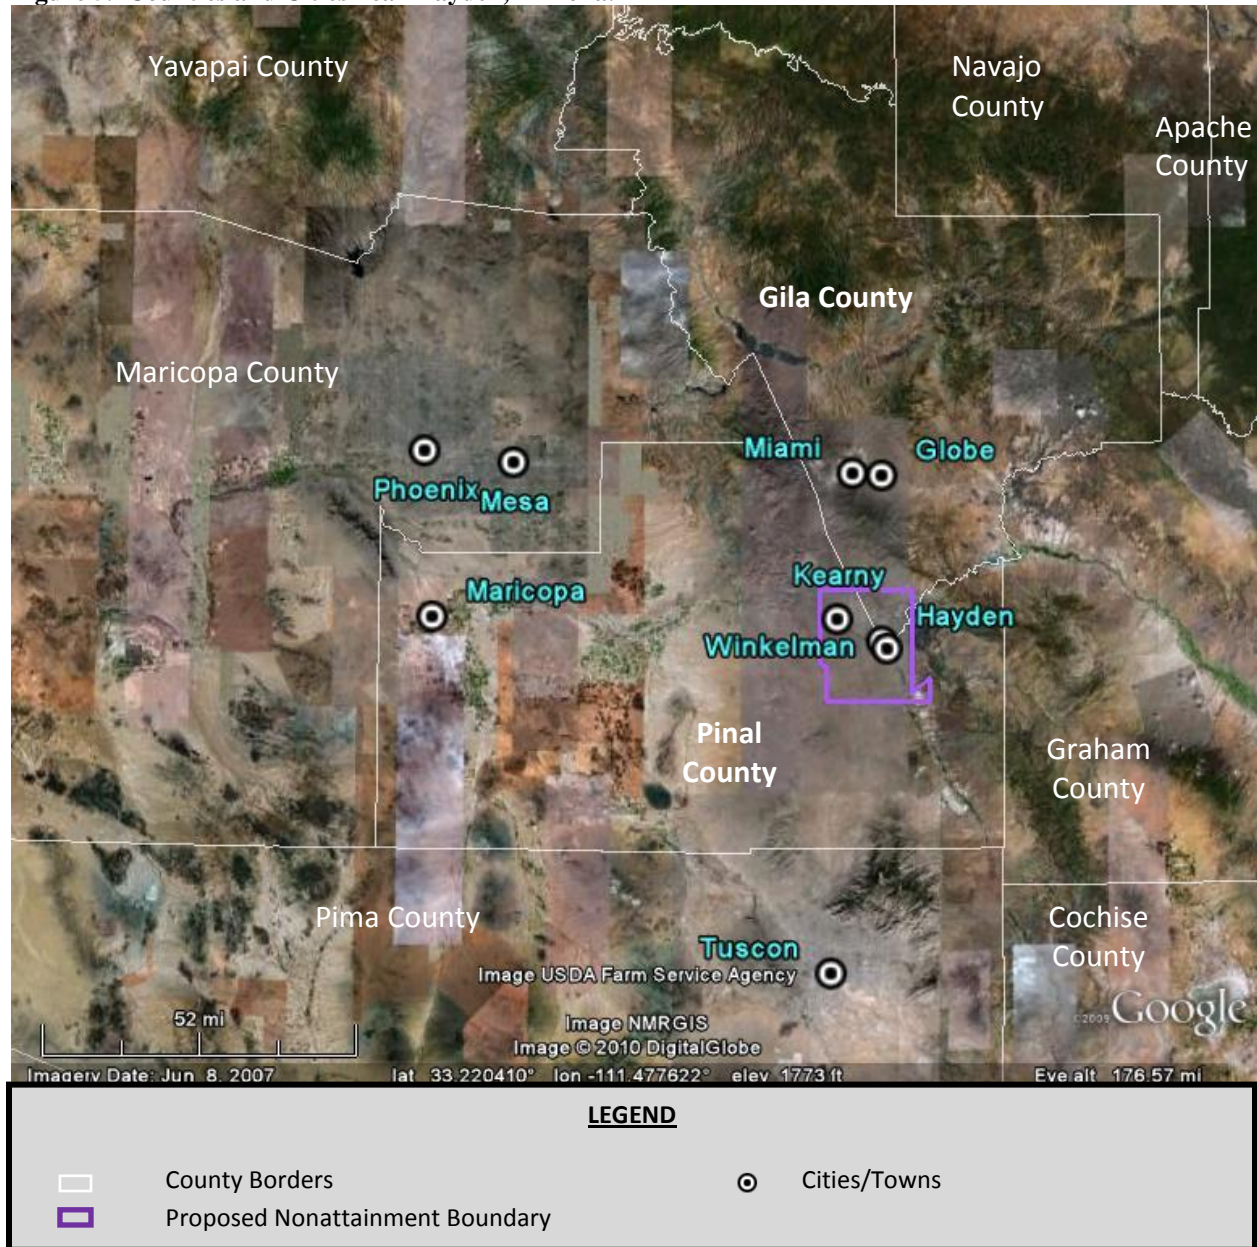 Yavapai County
Navajo
County
Apache
County
Gila County
Maricopa County
Miami
Globe
Phoenix
Mesa
Kearny
Maricopa
Hayden
Winkelman
Pinal
County
Graham
County
Pima County
Cochise
County
Tuscon
Image USDA Farm Service Agency
52 mi
Image NMRGIS
©2009 Google
Image © 2010 DigitalGlobe
Imagery Date: Jun 8, 2007 lat 33.220410° lon -111.477622° elev 1773 ft Eye alt 176.57 mi
LEGEND
County Borders
Cities/Towns
Proposed Nonattainment Boundary